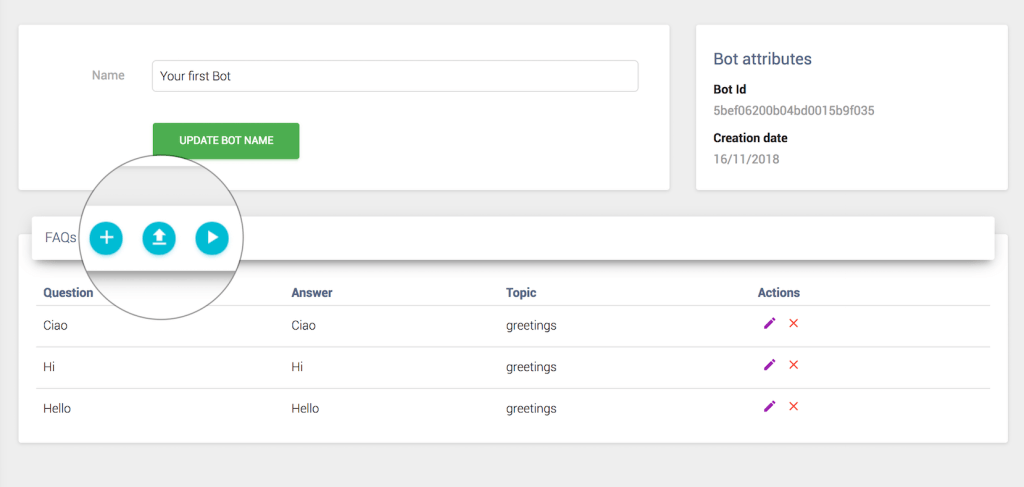 Name
Your first Bot
UPDATE BOT NAME
Bot attributes
Bot Id
5bef06200b04bd0015b9f035
Creation date
16/11/2018
FAQs
Question Answer Topic Actions
Ciao Ciao greetings
Hi Hi greetings
Hello Hello greetings